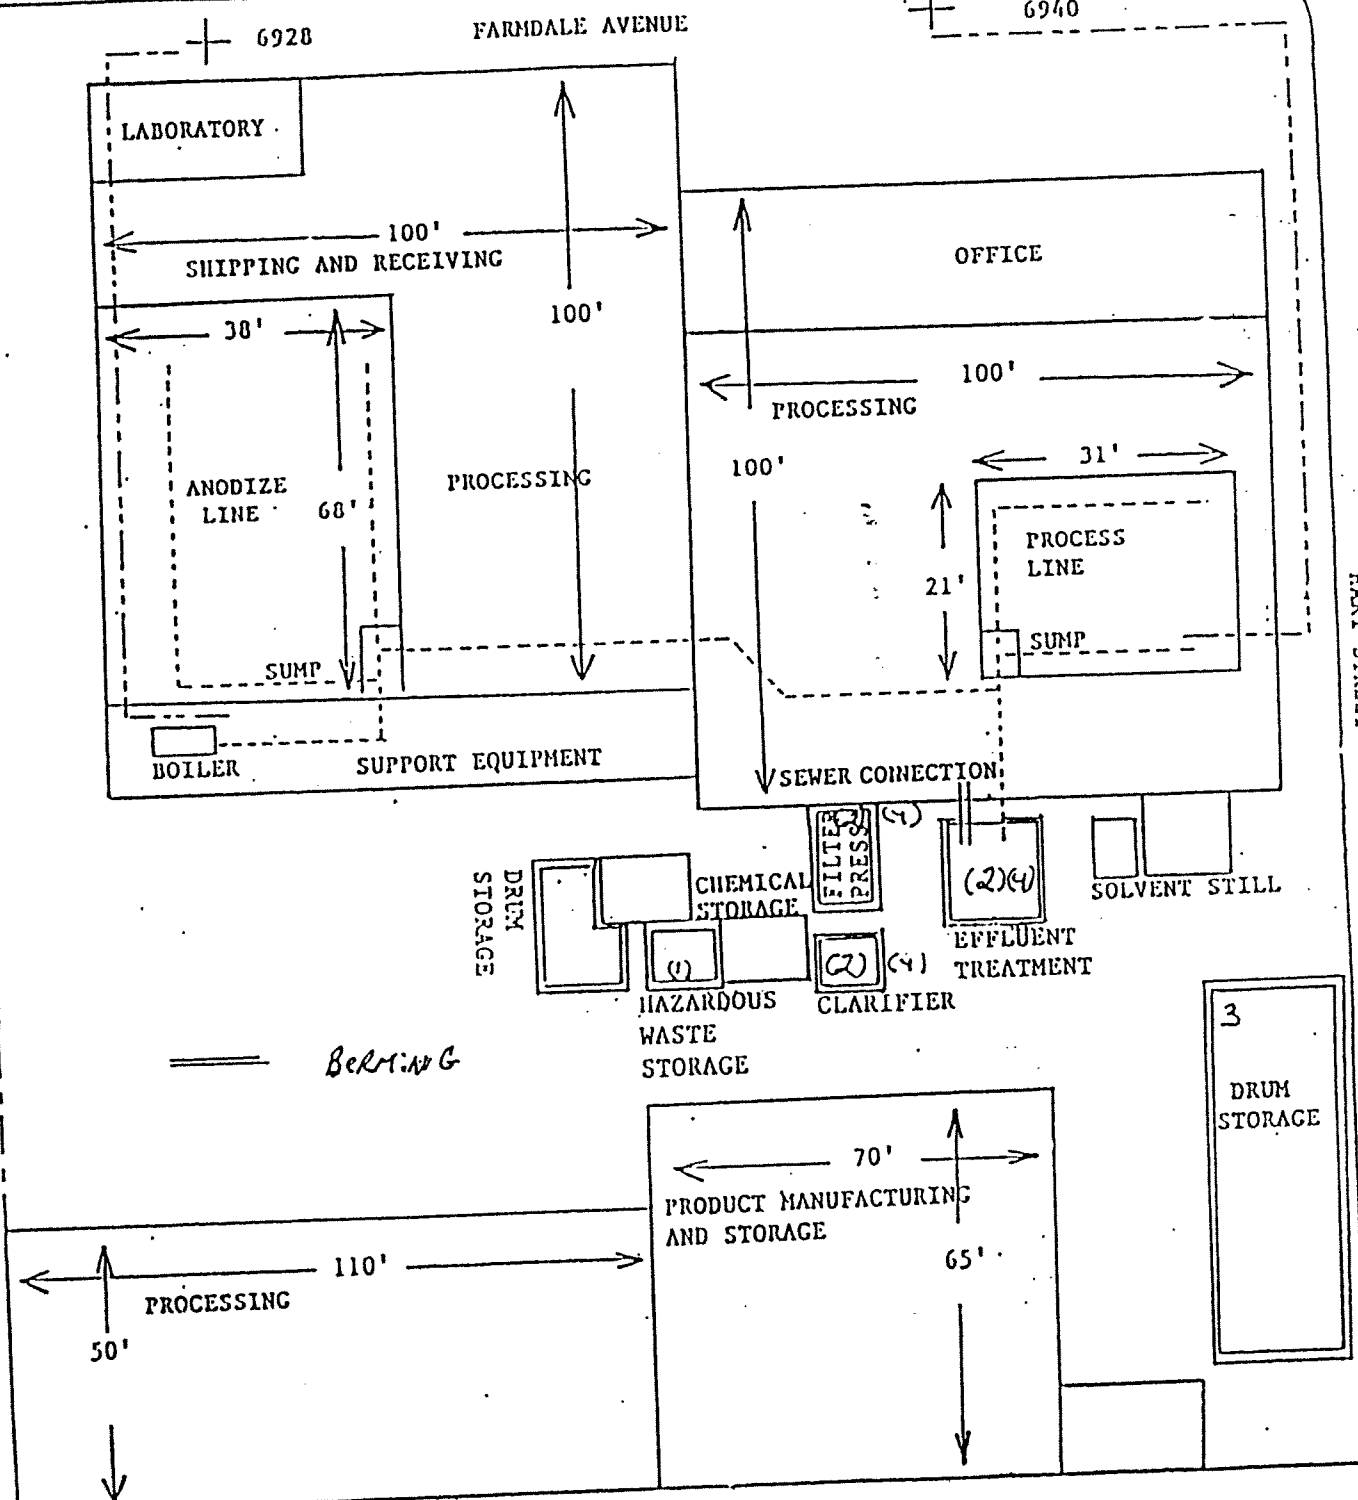 6928
FARMDALE AVENUE
6940
LABORATORY
100'
SHIPPING AND RECEIVING
OFFICE
38'
100'
100'
PROCESSING
ANODIZE
LINE
68'
PROCESSING
100'
31'
21'
PROCESS
LINE
SUMP
SUMP
BOILER
SUPPORT EQUIPMENT
SEWER CONNECTION
DRUM
STORAGE
CHEMICAL
STORAGE
FILTER
PRESS
(2)
(4)
(2)(4)
SOLVENT STILL
EFFLUENT
TREATMENT
(1)
HAZARDOUS
WASTE
STORAGE
(2)
(4)
CLARIFIER
BERMING
3
DRUM
STORAGE
70'
PRODUCT MANUFACTURING
AND STORAGE
65'
110'
PROCESSING
50'